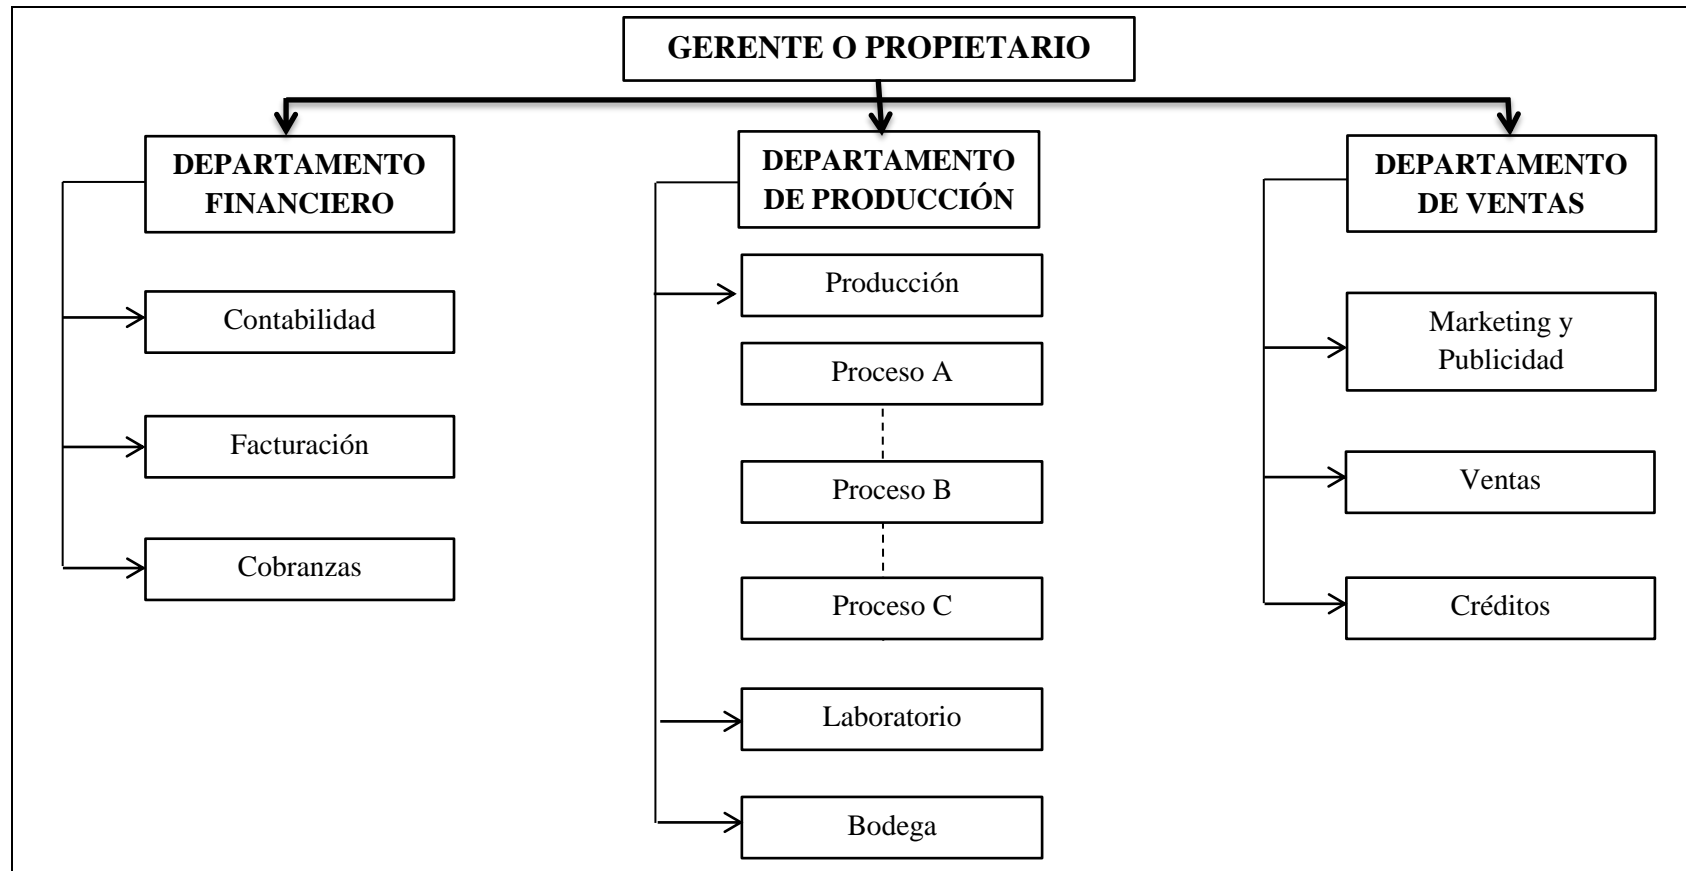 GERENTE O PROPIETARIO
DEPARTAMENTO
FINANCIERO
Contabilidad
Facturación
Cobranzas
DEPARTAMENTO
DE PRODUCCIÓN
Producción
Proceso A
Proceso B
Proceso C
Laboratorio
Bodega
DEPARTAMENTO
DE VENTAS
Marketing y
Publicidad
Ventas
Créditos